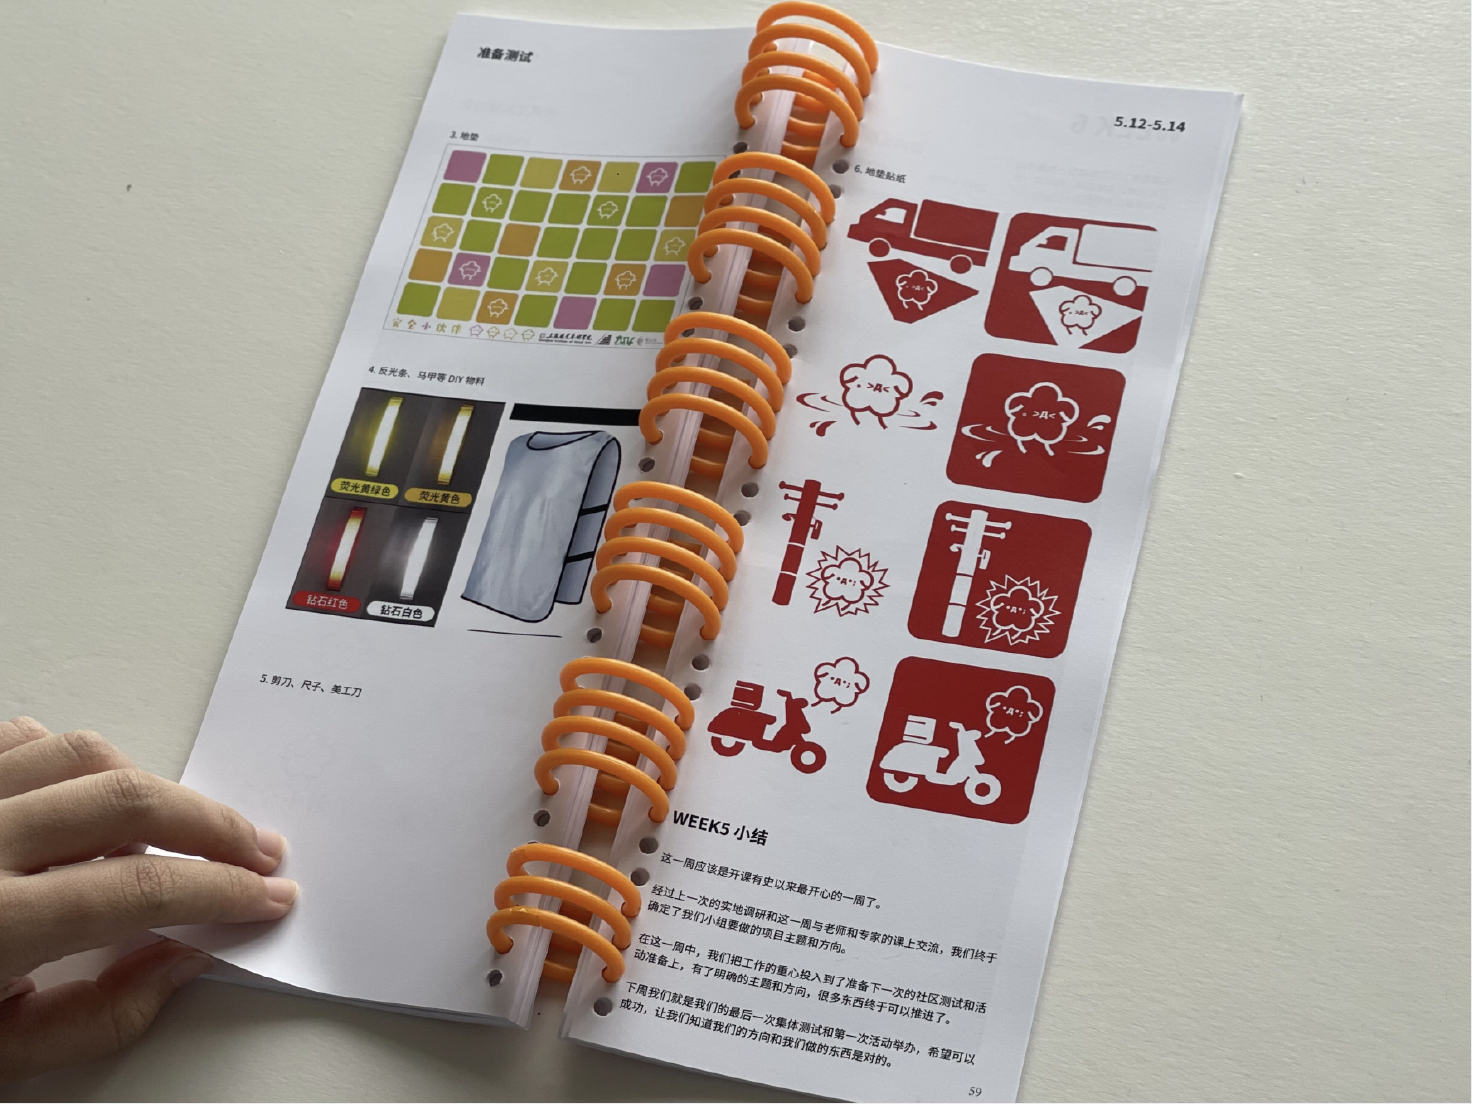 准备测试
3. 地垫
安全小伙伴
4. 反光条、马甲等 DIY 物料
荧光黄绿色
荧光黄色
钻石红色
钻石白色
5. 剪刀、尺子、美工刀
5.12-5.14
6. 地垫贴纸
WEEK5 小结
这一周应该是开课有史以来最开心的一周了。
经过上一次的实地调研和这一周与老师和专家的课上交流，我们终于
确定了我们小组要做的项目主题和方向。
在这一周中，我们把工作的重心投入到了准备下一次的社区测试和活
动准备上，有了明确的主题和方向，很多东西终于可以推进了。
下周我们就是我们的最后一次集体测试和第一次活动举办，希望可以
成功，让我们知道我们的方向和我们做的东西是对的。
59